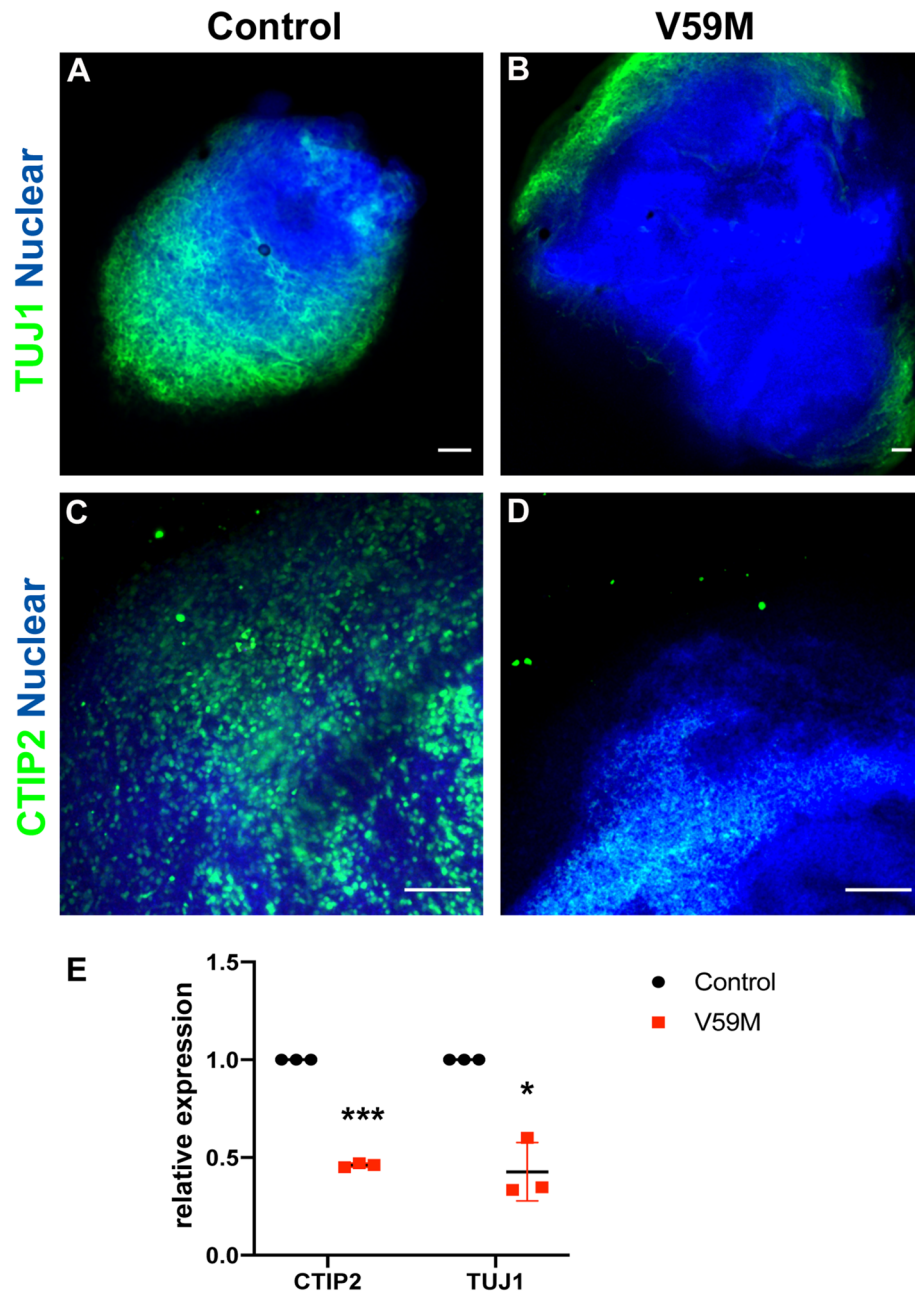 Control
V59M
TUJ1 Nuclear
A
B
CTIP2 Nuclear
C
D
E
relative expression
1.5
1.0
0.5
0.0
***
*
CTIP2
TUJ1
Control
V59M